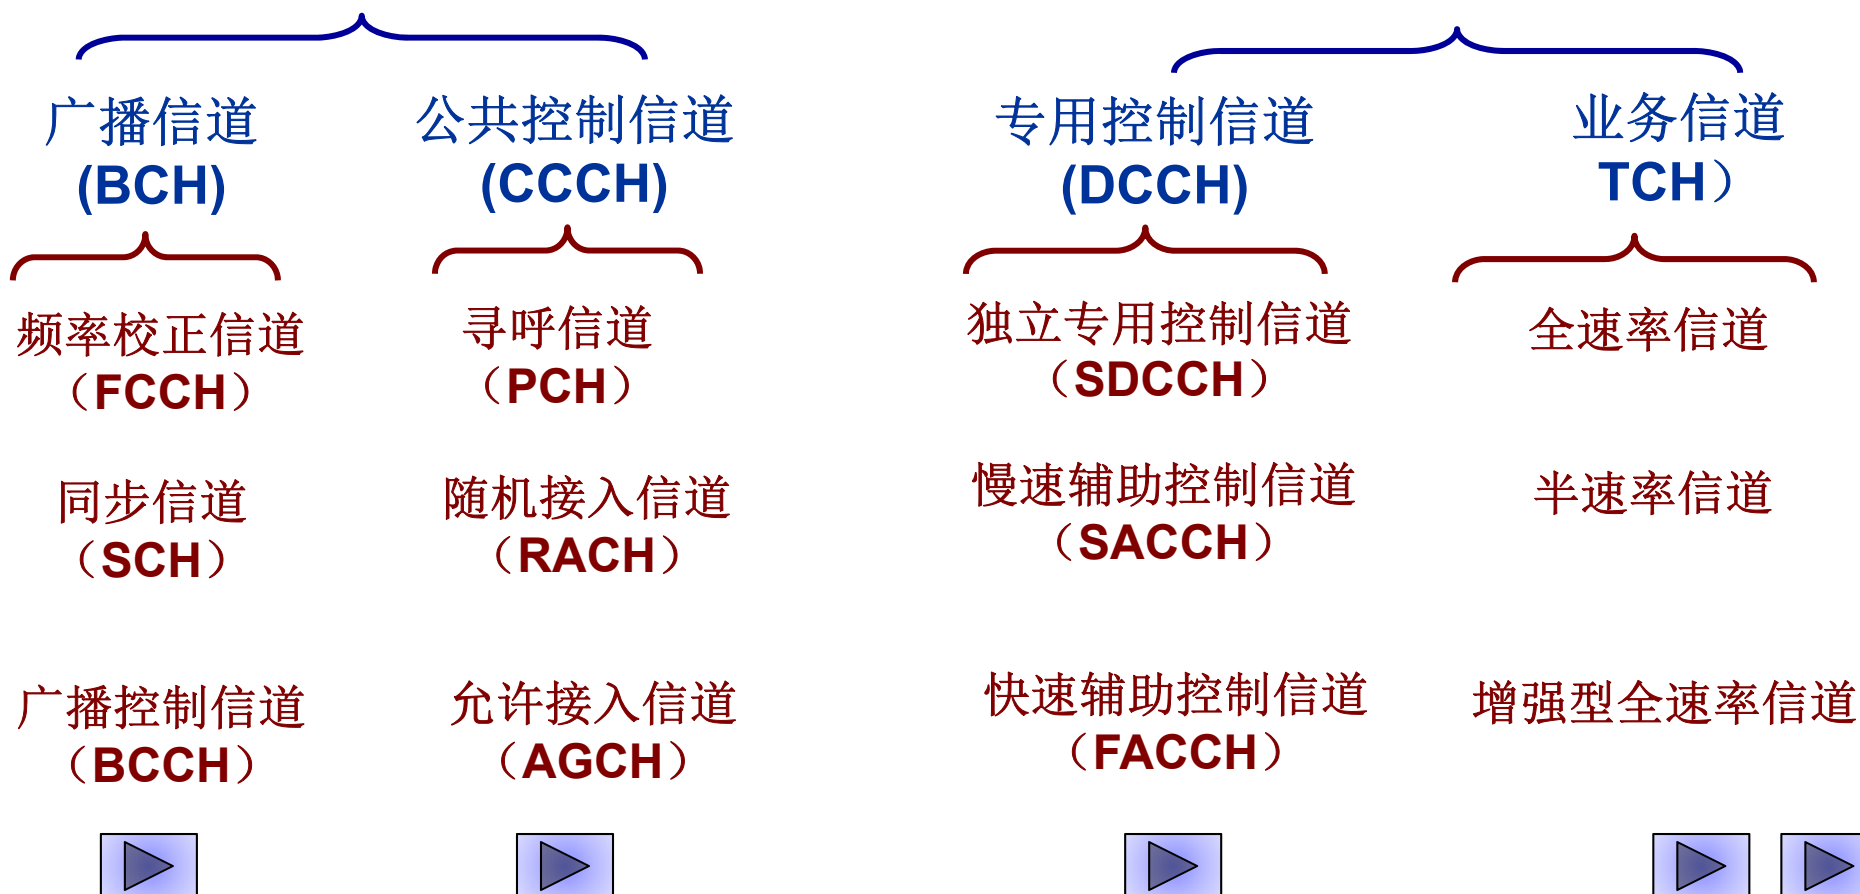 广播信道
(BCH)
公共控制信道
(CCCH)
专用控制信道
(DCCH)
业务信道
TCH）
频率校正信道
（FCCH）
寻呼信道
（PCH）
独立专用控制信道
（SDCCH）
全速率信道
同步信道
（SCH）
随机接入信道
（RACH）
慢速辅助控制信道
（SACCH）
半速率信道
广播控制信道
（BCCH）
允许接入信道
（AGCH）
快速辅助控制信道
（FACCH）
增强型全速率信道